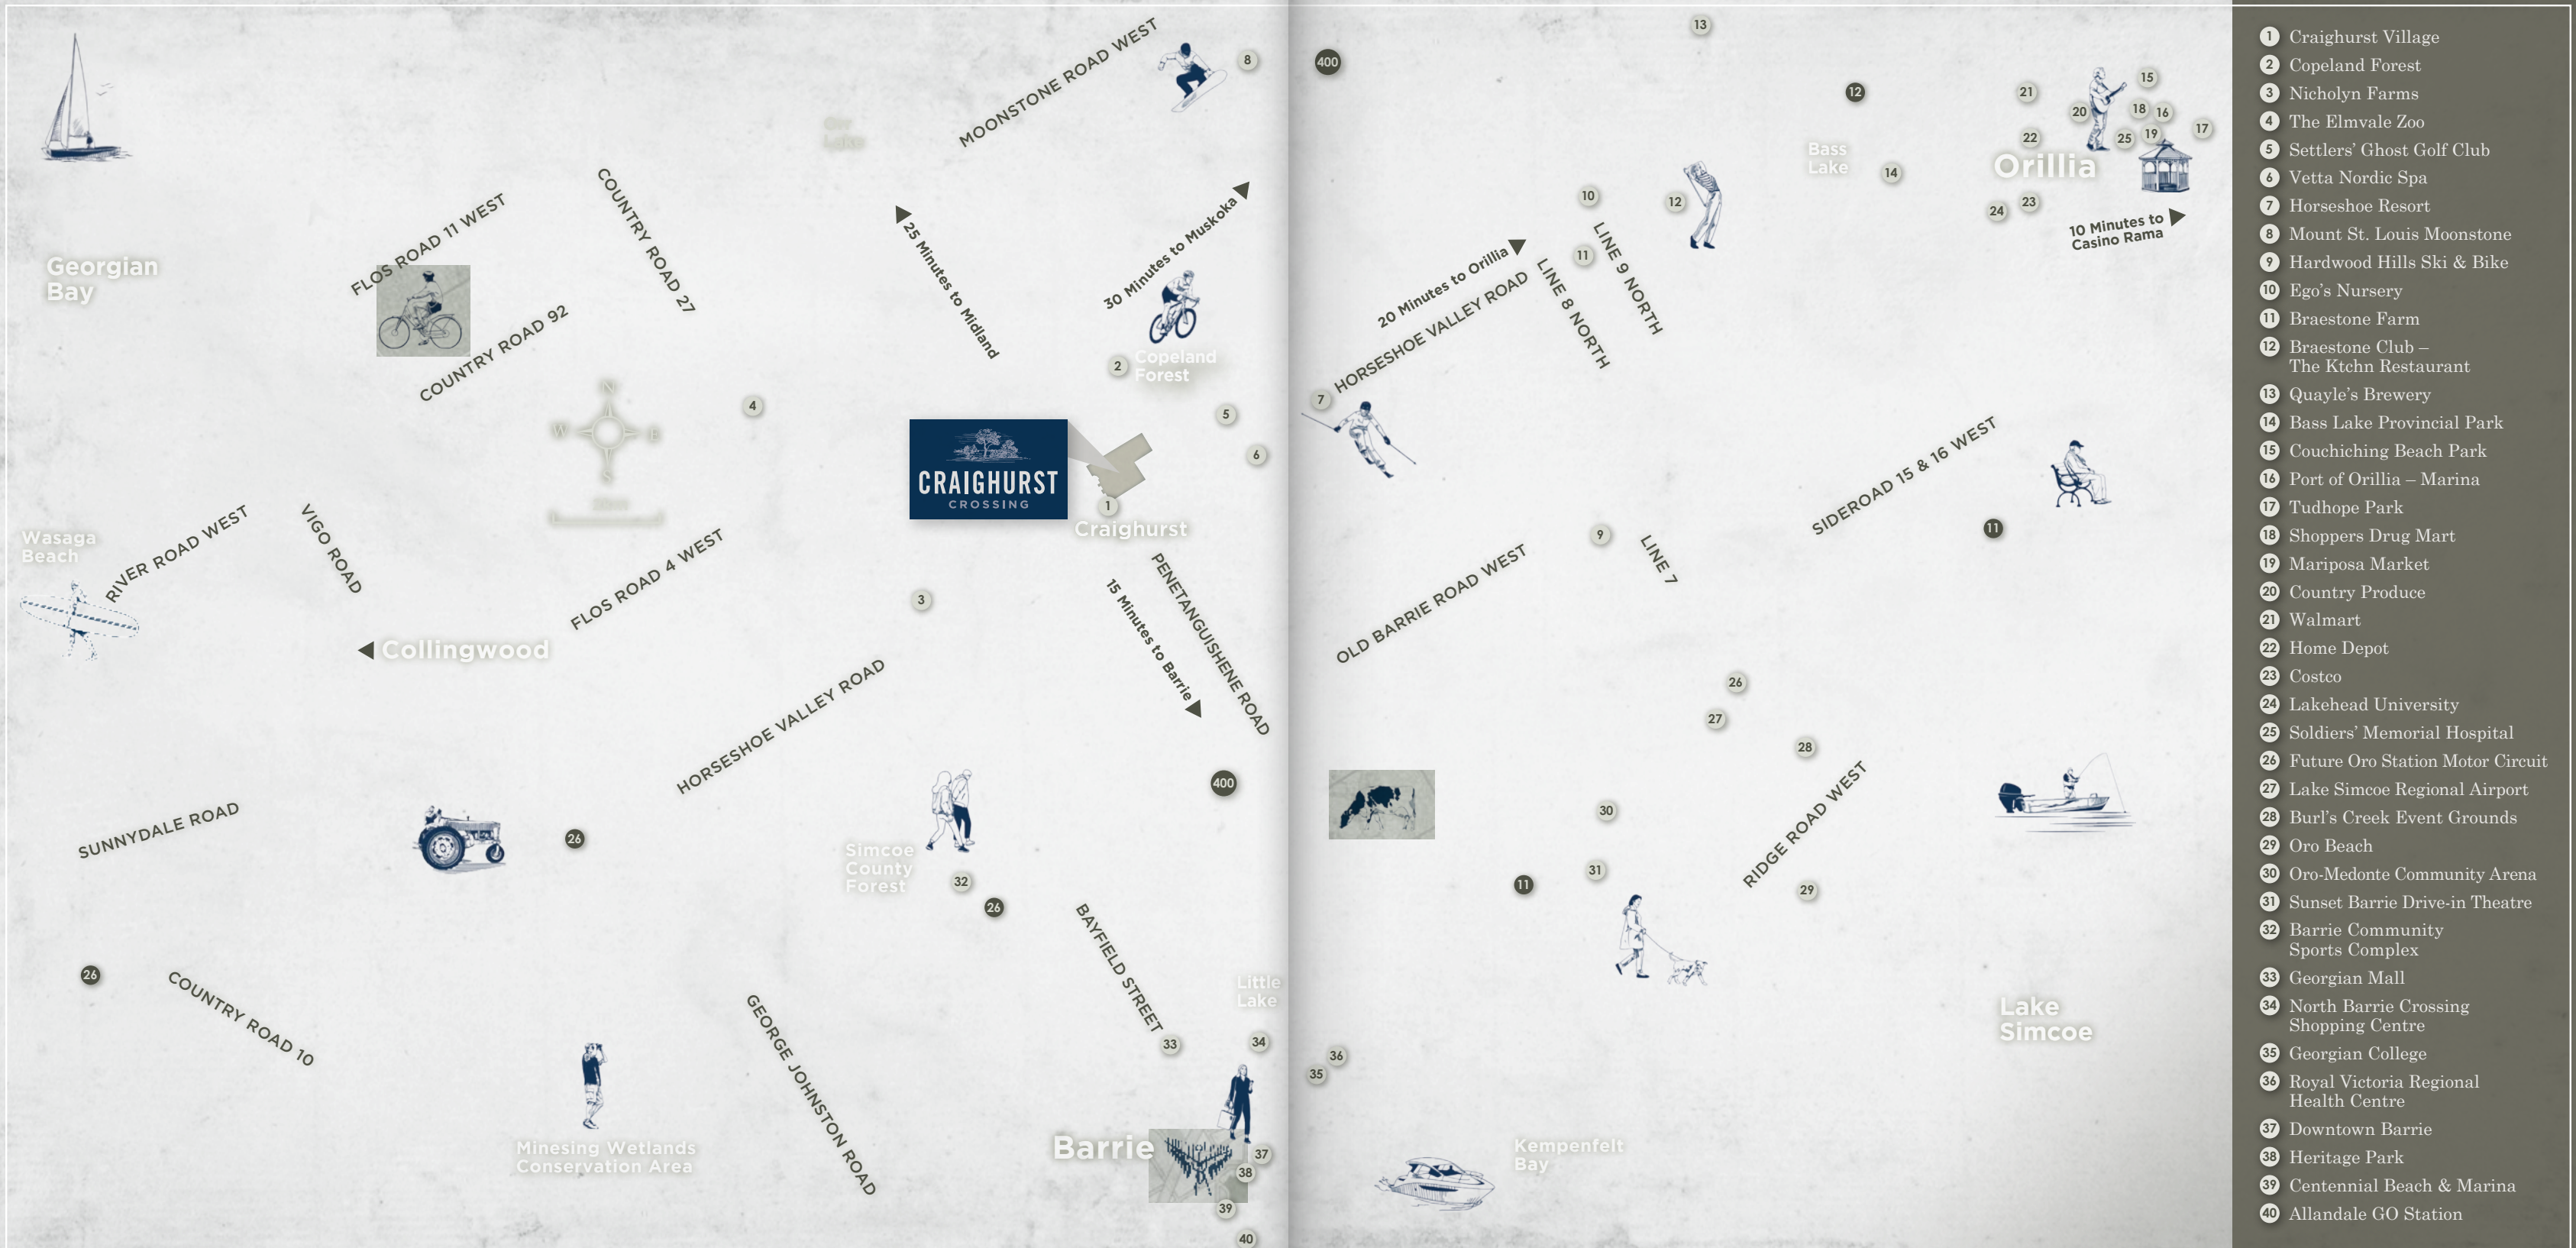 MOONSTONE ROAD WEST
8
Orr
Lake
FLOS ROAD 11 WEST
COUNTRY ROAD 27
25 Minutes to Midland
30 Minutes to Muskoka
Georgian
Bay
COUNTRY ROAD 92
2
Copeland
Forest
N
W
E
S
4
5
6
CRAIGHURST
CROSSING
1
Craighurst
Wasaga
Beach
RIVER ROAD WEST
VIGO ROAD
FLOS ROAD 4 WEST
3
PENETANGUISHENE ROAD
15 Minutes to Barrie
Collingwood
HORSESHOE VALLEY ROAD
400
SUNNYDALE ROAD
26
Simcoe
County
Forest
32
26
BAYFIELD STREET
26
COUNTRY ROAD 10
GEORGE JOHNSTON ROAD
Little
Lake
33
34
Minesing Wetlands
Conservation Area
Barrie
37
38
39
40
400
13
12
21
15
20
18
16
22
25
19
17
Bass
Lake
14
Orillia
10
12
24
23
10 Minutes to
Casino Rama
20 Minutes to Orillia
11
LINE 9 NORTH
LINE 8 NORTH
HORSESHOE VALLEY ROAD
7
SIDEROAD 15 & 16 WEST
11
9
LINE 7
OLD BARRIE ROAD WEST
26
27
28
RIDGE ROAD WEST
30
31
11
29
Lake
Simcoe
36
35
Kempenfelt
Bay
1 Craighurst Village
2 Copeland Forest
3 Nicholyn Farms
4 The Elmvale Zoo
5 Settlers’ Ghost Golf Club
6 Vetta Nordic Spa
7 Horseshoe Resort
8 Mount St. Louis Moonstone
9 Hardwood Hills Ski & Bike
10 Ego’s Nursery
11 Braestone Farm
12 Braestone Club –
The Ktchn Restaurant
13 Quayle’s Brewery
14 Bass Lake Provincial Park
15 Couchiching Beach Park
16 Port of Orillia – Marina
17 Tudhope Park
18 Shoppers Drug Mart
19 Mariposa Market
20 Country Produce
21 Walmart
22 Home Depot
23 Costco
24 Lakehead University
25 Soldiers’ Memorial Hospital
26 Future Oro Station Motor Circuit
27 Lake Simcoe Regional Airport
28 Burl’s Creek Event Grounds
29 Oro Beach
30 Oro-Medonte Community Arena
31 Sunset Barrie Drive-in Theatre
32 Barrie Community
Sports Complex
33 Georgian Mall
34 North Barrie Crossing
Shopping Centre
35 Georgian College
36 Royal Victoria Regional
Health Centre
37 Downtown Barrie
38 Heritage Park
39 Centennial Beach & Marina
40 Allandale GO Station